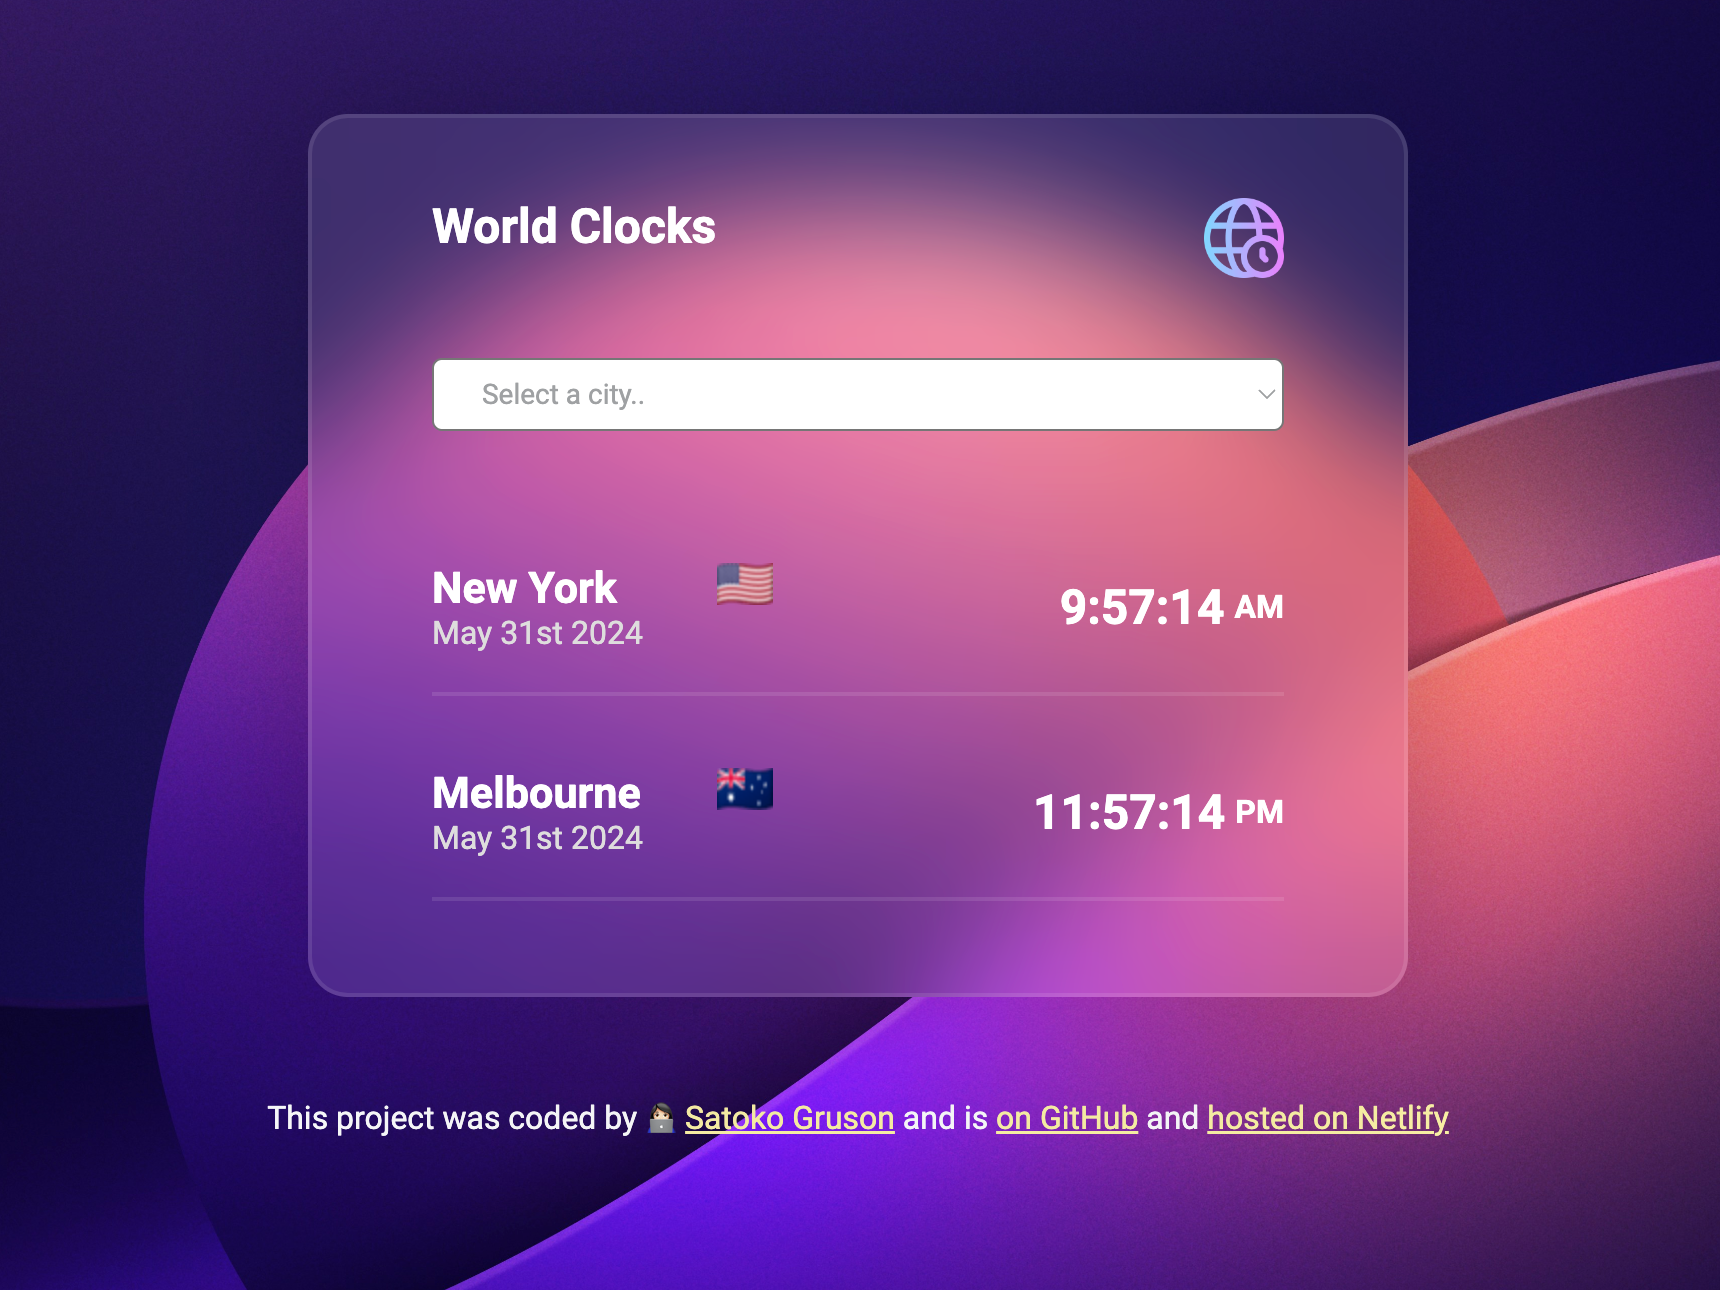 World Clocks
Select a city..
New York
May 31st 2024
9:57:14 AM
Melbourne
May 31st 2024
11:57:14 PM
This project was coded by Satoko Gruson and is on GitHub and hosted on Netlify